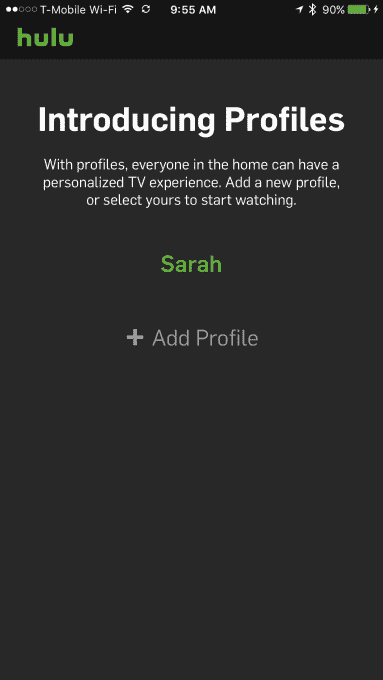 T-Mobile Wi-Fi 9:55 AM 90%
hulu
Introducing Profiles
With profiles, everyone in the home can have a
personalized TV experience. Add a new profile,
or select yours to start watching.
Sarah
+ Add Profile